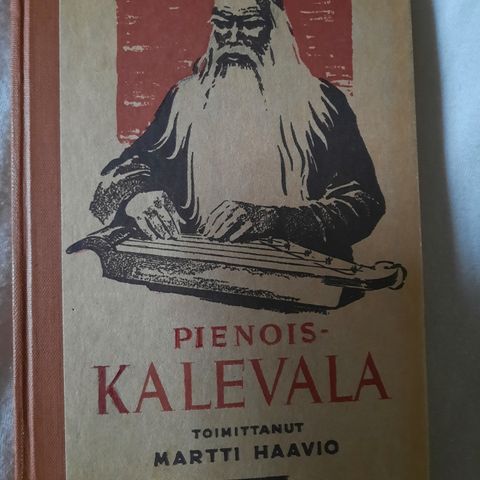 PIENOIS-
KALEVALA
TOIMITTANUT
MARTTI HAAVIO